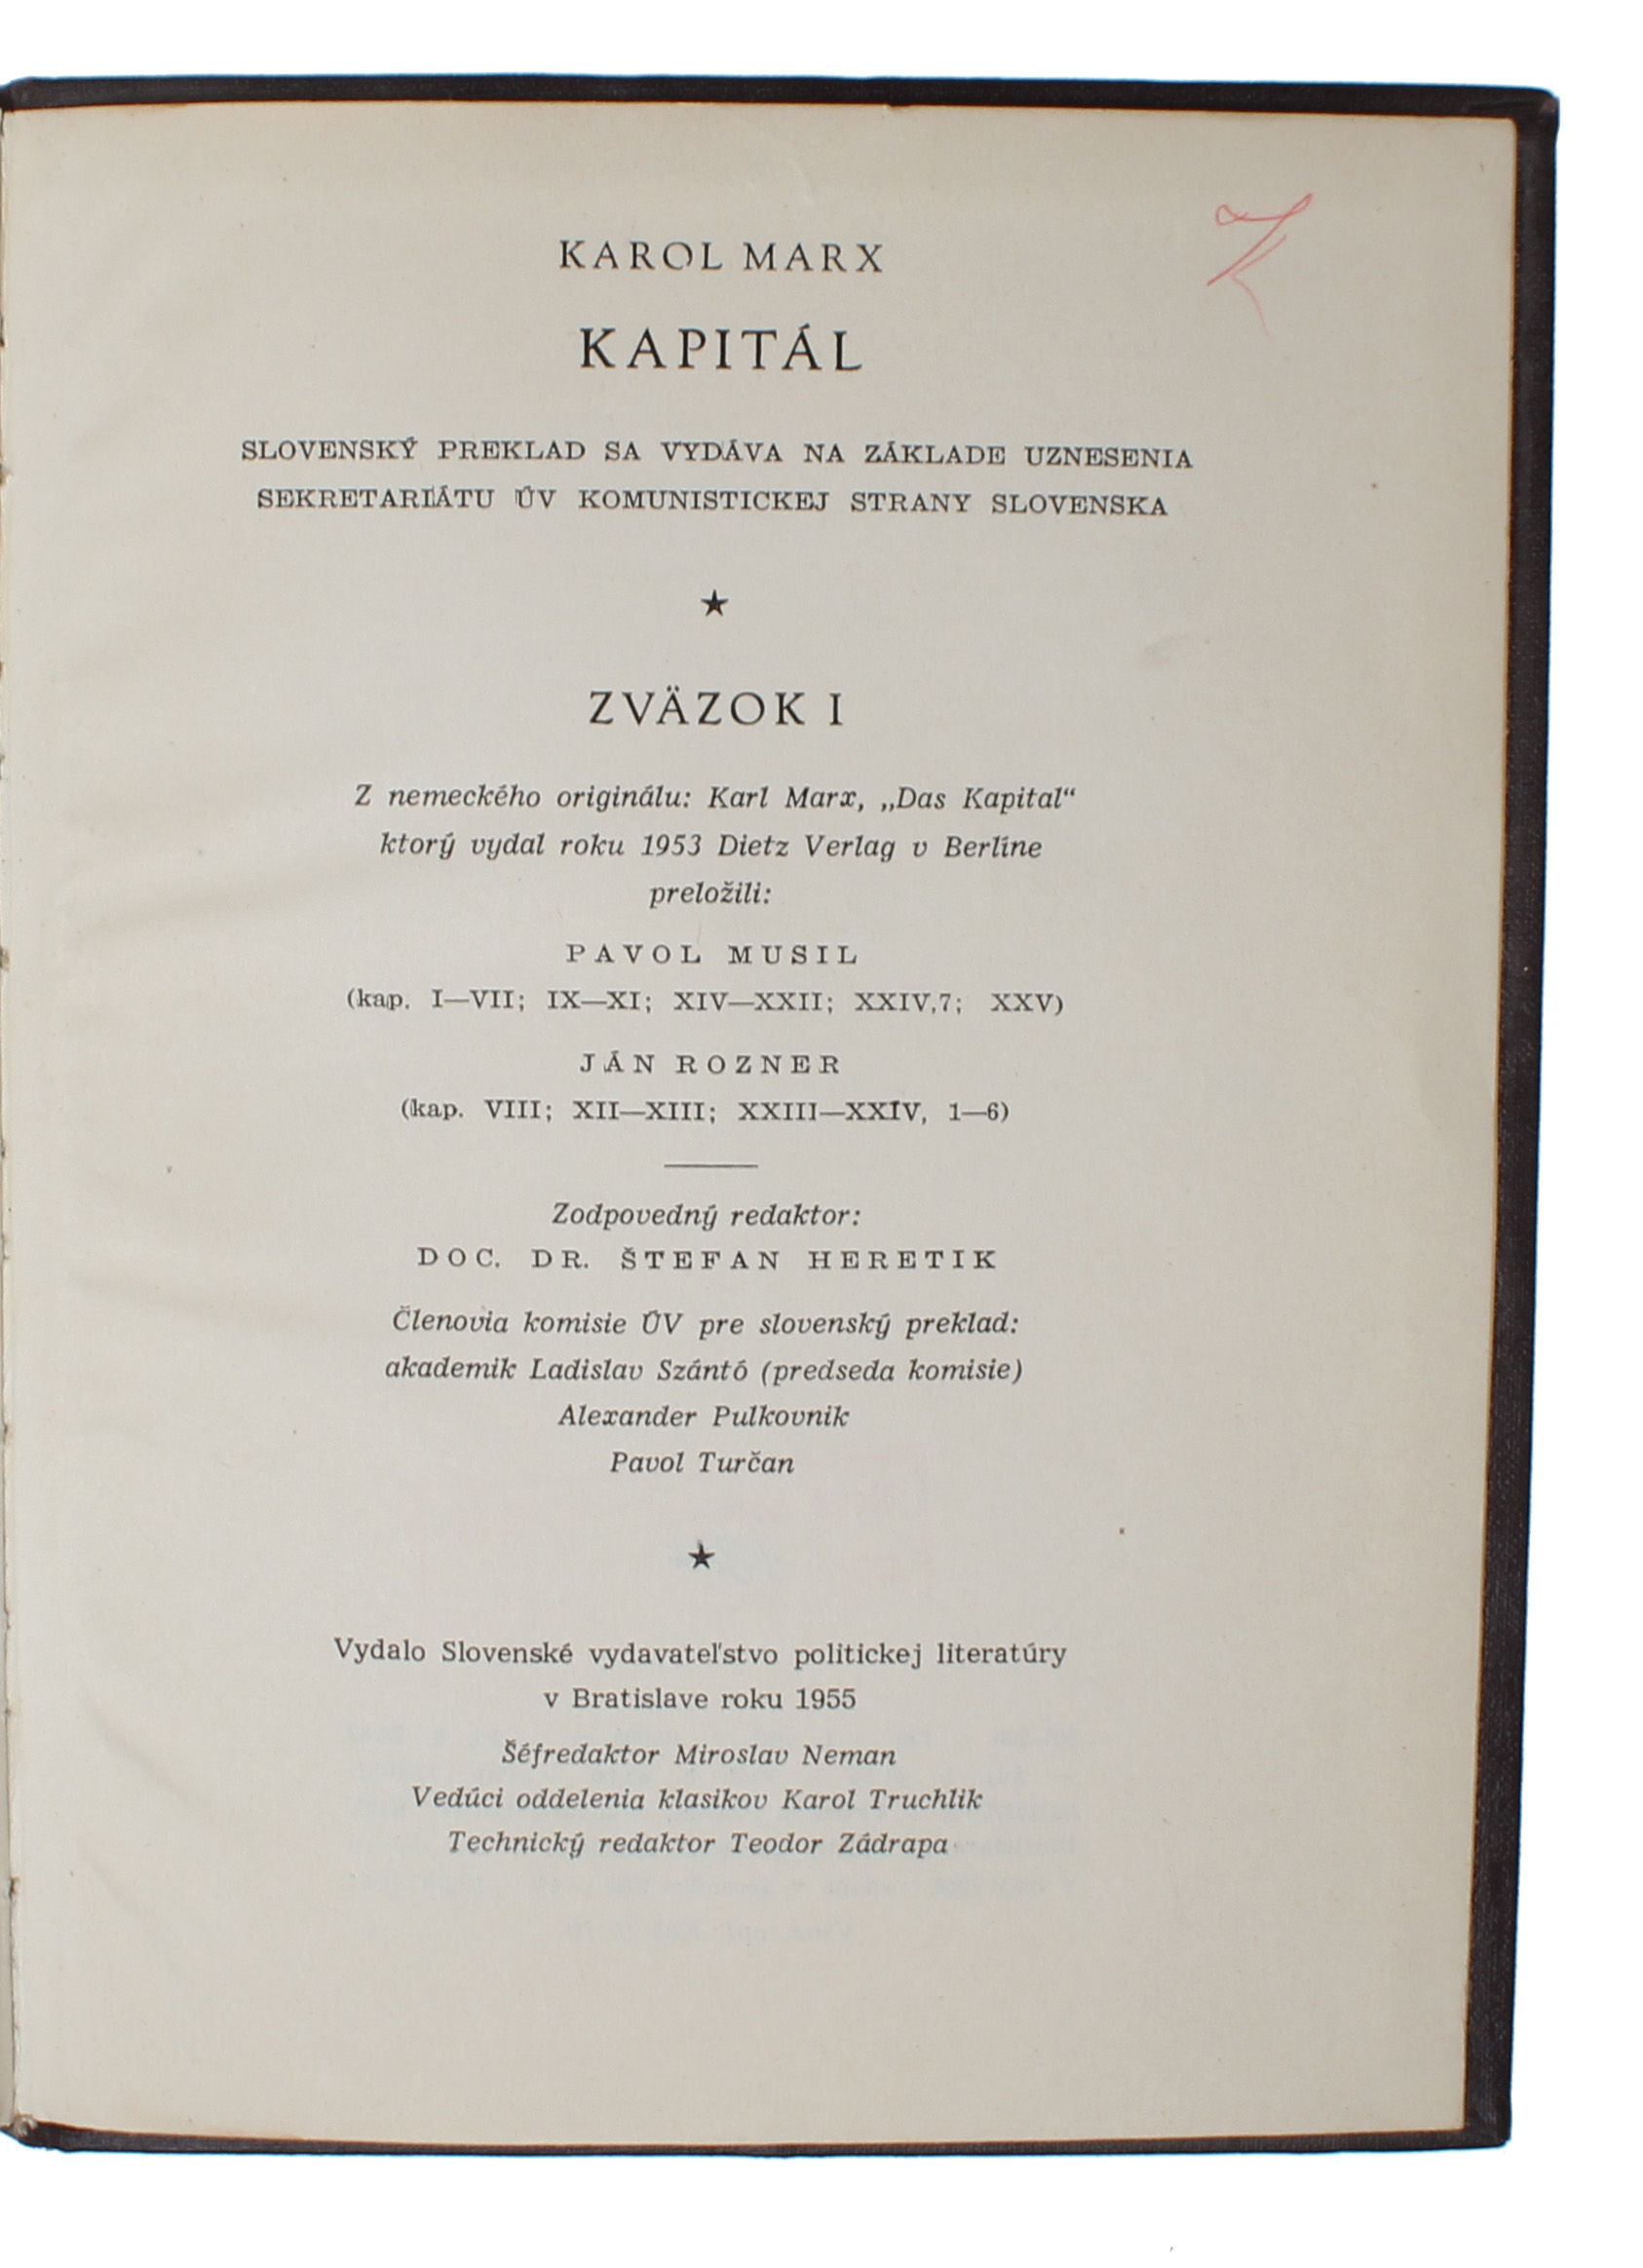 KAROL MARX
KAPITÁL
SLOVENSKÝ PREKLAD SA VYDÁVA NA ZÁKLADE UZNESENIA
SEKRETARIÁTU ÚV KOMUNISTICKEJ STRANY SLOVENSKA
★
ZVÄZOK I
Z nemeckého originálu: Karl Marx, „Das Kapital“
ktorý vydal roku 1953 Dietz Verlag v Berlíne
preložili:
PAVOL MUSIL
(kap. I—VII; IX—XI; XIV—XXII; XXIV,7; XXV)
JÁN ROZNER
(kap. VIII; XII—XIII; XXIII—XXIV, 1—6)
Zodpovedný redaktor:
DOC. DR. ŠTEFAN HERETIK
Členovia komisie ÚV pre slovenský preklad:
akademik Ladislav Szántó (predseda komisie)
Alexander Pulkovnik
Pavol Turčan
★
Vydalo Slovenské vydavateľstvo politickej literatúry
v Bratislave roku 1955
Šéfredaktor Miroslav Neman
Vedúci oddelenia klasikov Karol Truchlik
Technický redaktor Teodor Zádrapa